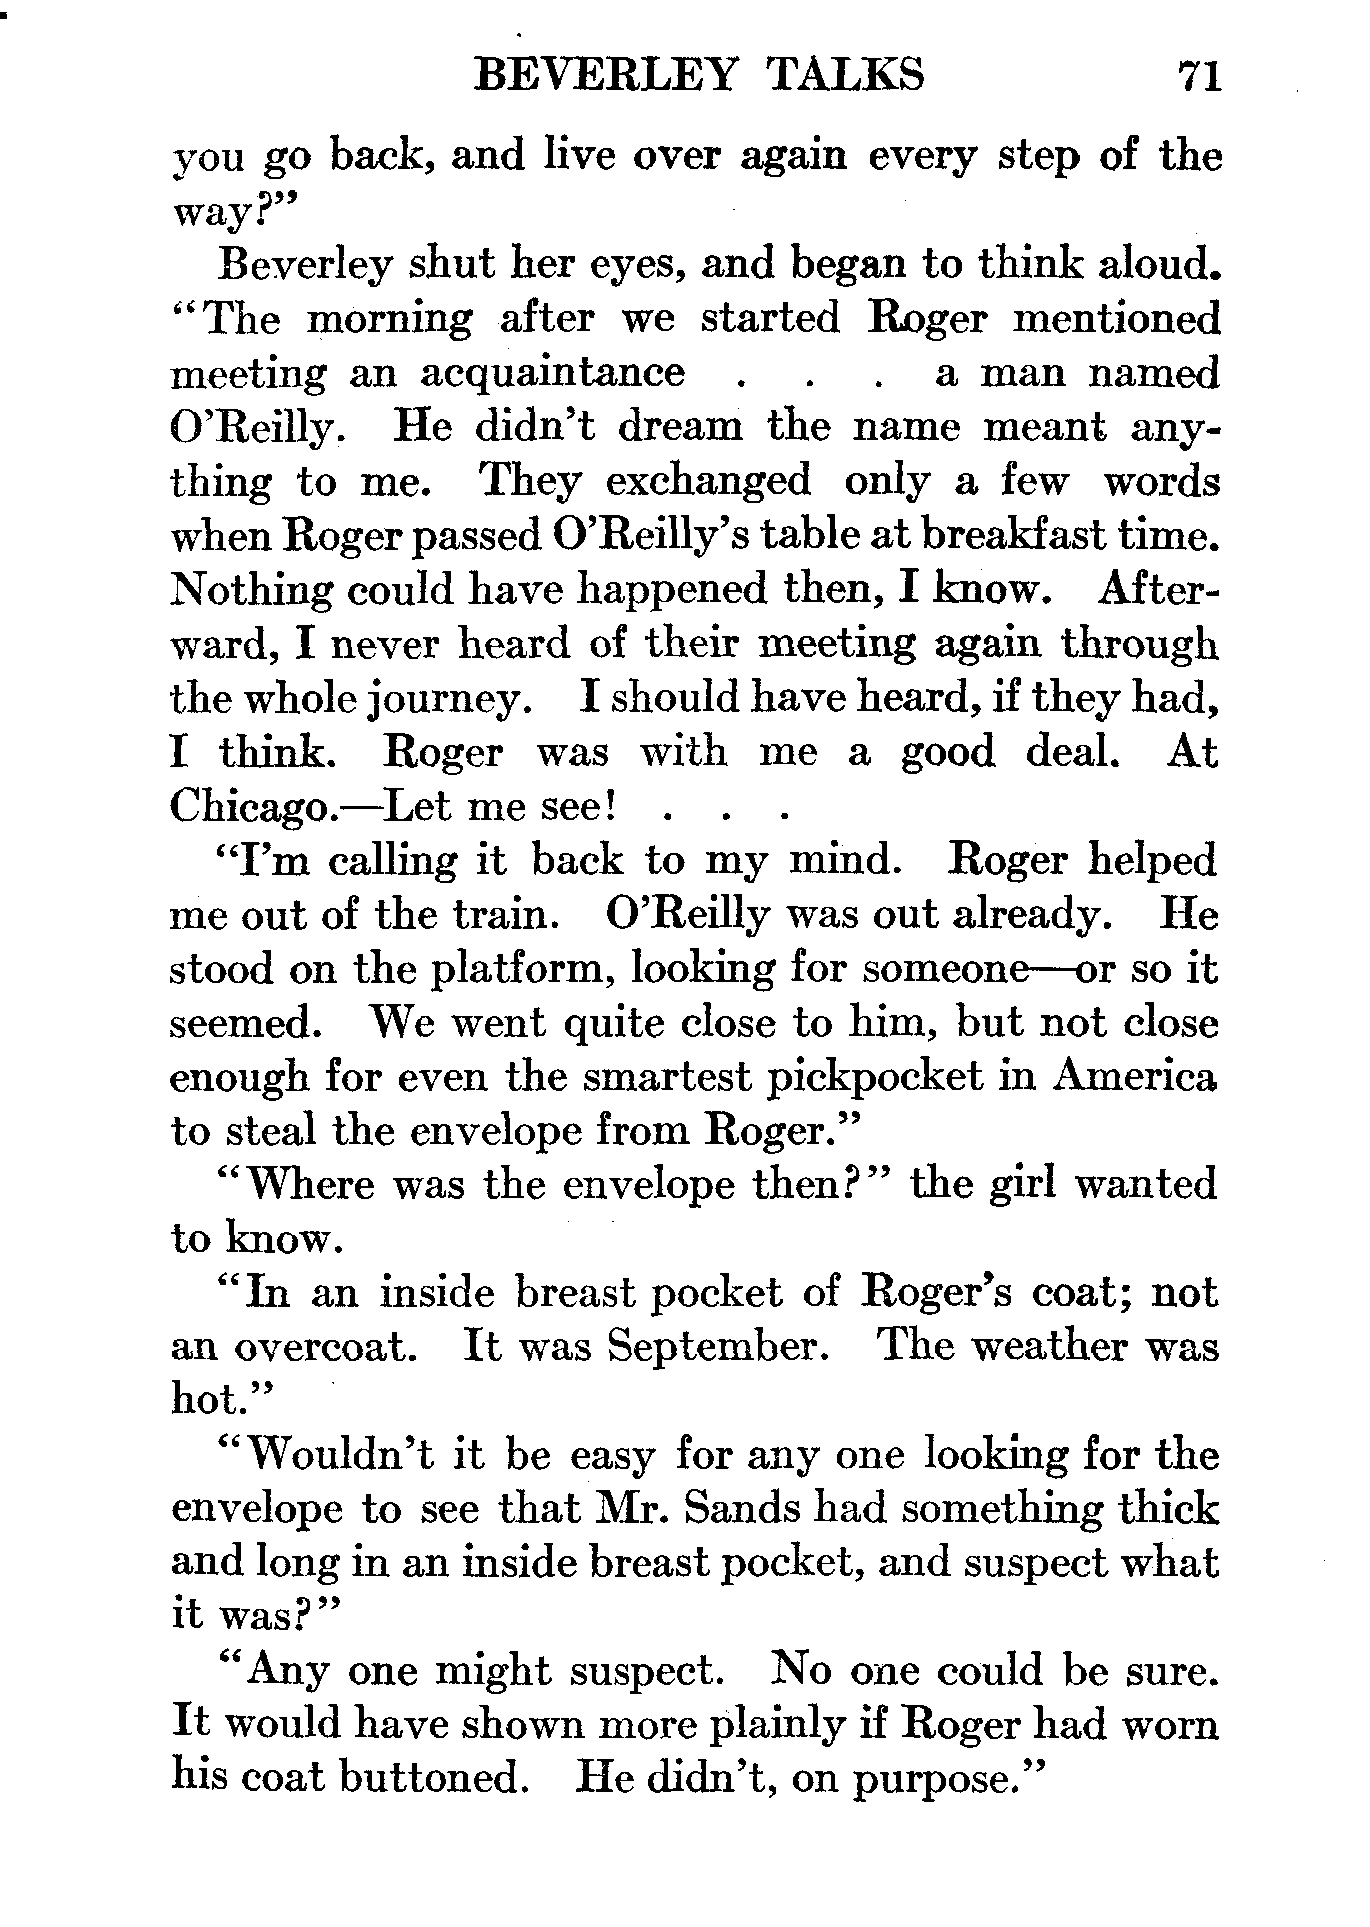 BEVERLEY TALKS 71
you go back, and live over again every step of the
way?"
Beverley shut her eyes, and began to think aloud.
"The morning after we started Roger mentioned
meeting an acquaintance . . . a man named
O'Reilly. He didn't dream the name meant any-
thing to me. They exchanged only a few words
when Roger passed O'Reilly's table at breakfast time.
Nothing could have happened then, I know. After-
ward, I never heard of their meeting again through
the whole journey. I should have heard, if they had,
I think. Roger was with me a good deal. At
Chicago.—Let me see! . . .
"I'm calling it back to my mind. Roger helped
me out of the train. O'Reilly was out already. He
stood on the platform, looking for someone—or so it
seemed. We went quite close to him, but not close
enough for even the smartest pickpocket in America
to steal the envelope from Roger."
"Where was the envelope then?" the girl wanted
to know.
"In an inside breast pocket of Roger's coat; not
an overcoat. It was September. The weather was
hot."
"Wouldn't it be easy for any one looking for the
envelope to see that Mr. Sands had something thick
and long in an inside breast pocket, and suspect what
it was?"
"Any one might suspect. No one could be sure.
It would have shown more plainly if Roger had worn
his coat buttoned. He didn't, on purpose."